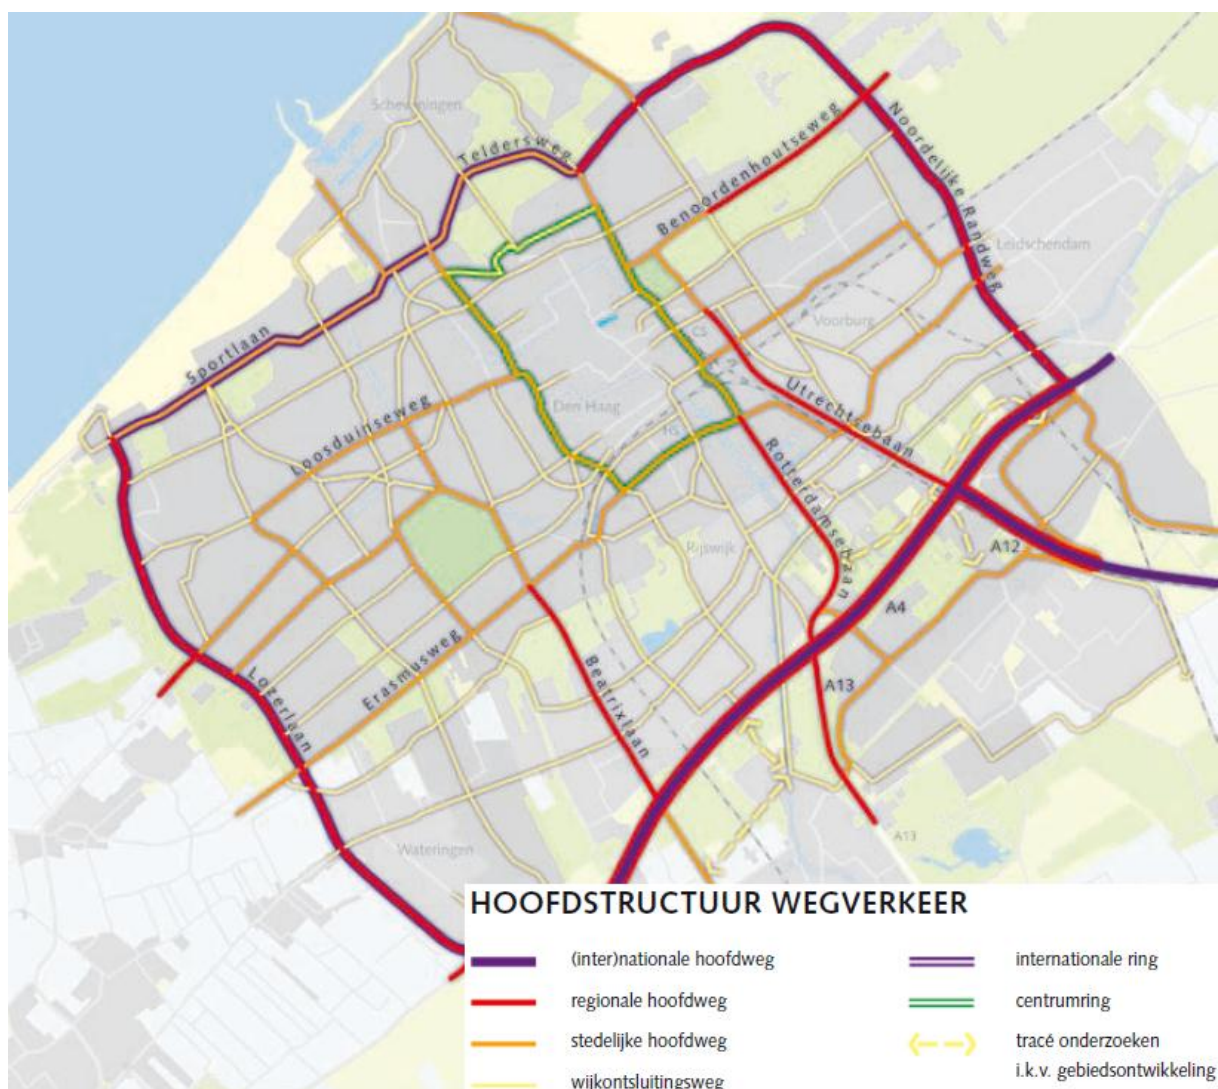 Scheveningen
Teldersweg
Benoordenhoutseweg
Noordelijke Randweg
Leidschendam
Sportlaan
CS
Voorburg
Loosduinseweg
Den Haag
HS
Utrechtsebaan
Rotterdamsebaan
Rijswijk
A12
A4
Erasmusweg
Lozerlaan
Beatrixlaan
A13
A13
Wateringen
HOOFDSTRUCTUUR WEGVERKEER
(inter)nationale hoofdweg
regionale hoofdweg
stedelijke hoofdweg
wijkontsluitingsweg
internationale ring
centrumring
tracé onderzoeken
i.k.v. gebiedsontwikkeling